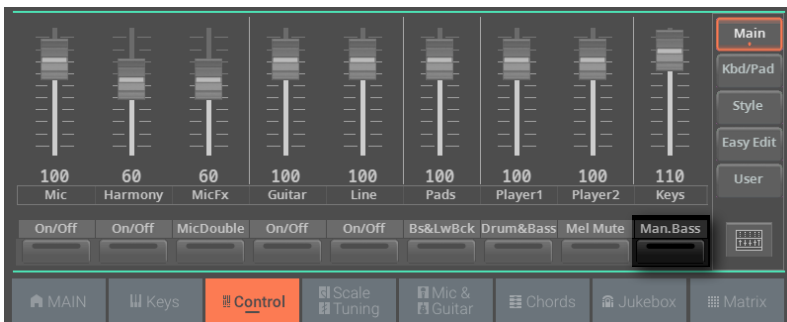 Main
Kbd/Pad
Style
Easy Edit
User
100 60 60 100 100 100 100 100 110
Mic Harmony MicFx Guitar Line Pads Player1 Player2 Keys
On/Off On/Off MicDouble On/Off On/Off Bs&LwBck Drum&Bass Mel Mute Man.Bass
MAIN Keys Control Scale Tuning Mic & Guitar Chords Jukebox Matrix